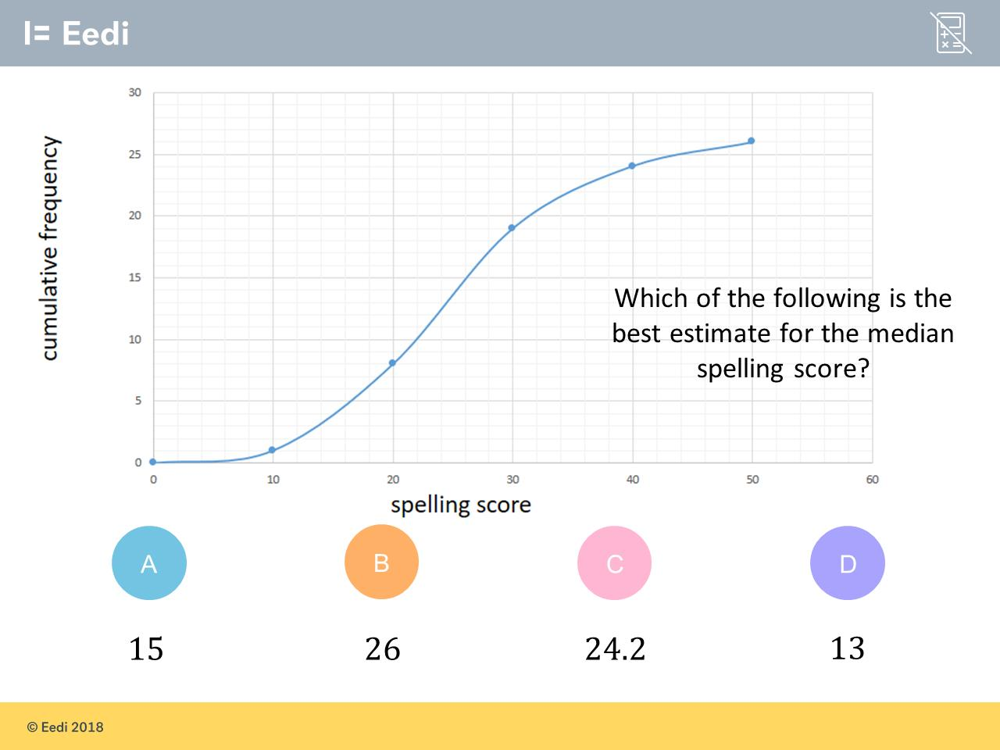 Eedi
30
25
20
15
10
5
0
cumulative frequency
0 10 20 30 40 50 60
spelling score
Which of the following is the
best estimate for the median
spelling score?
A B C D
15 26 24.2 13
© Eedi 2018